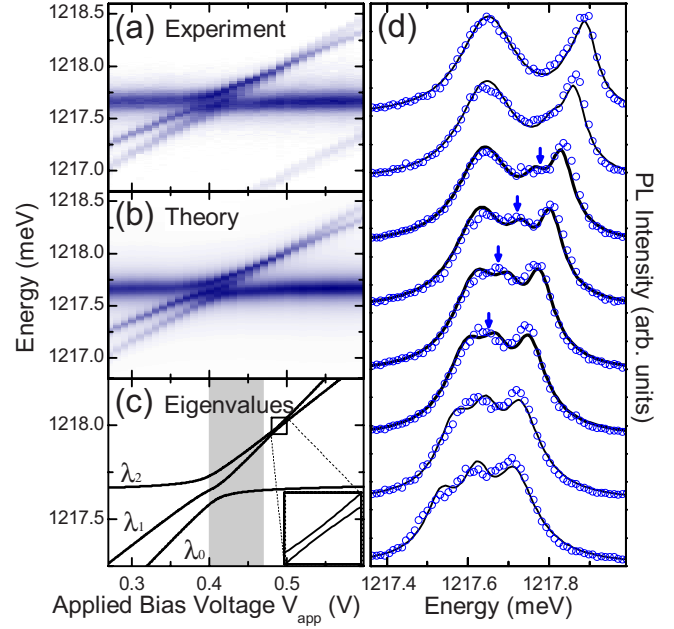 (a) Experiment
1218.5
1218.0
1217.5
1217.0
(b) Theory
1218.5
1218.0
1217.5
1217.0
Energy (meV)
(c) Eigenvalues
1218.0
1217.5
λ2
λ1
λ0
0.3 0.4 0.5
Applied Bias Voltage Vapp (V)
(d)
PL Intensity (arb. units)
1217.4 1217.6 1217.8
Energy (meV)